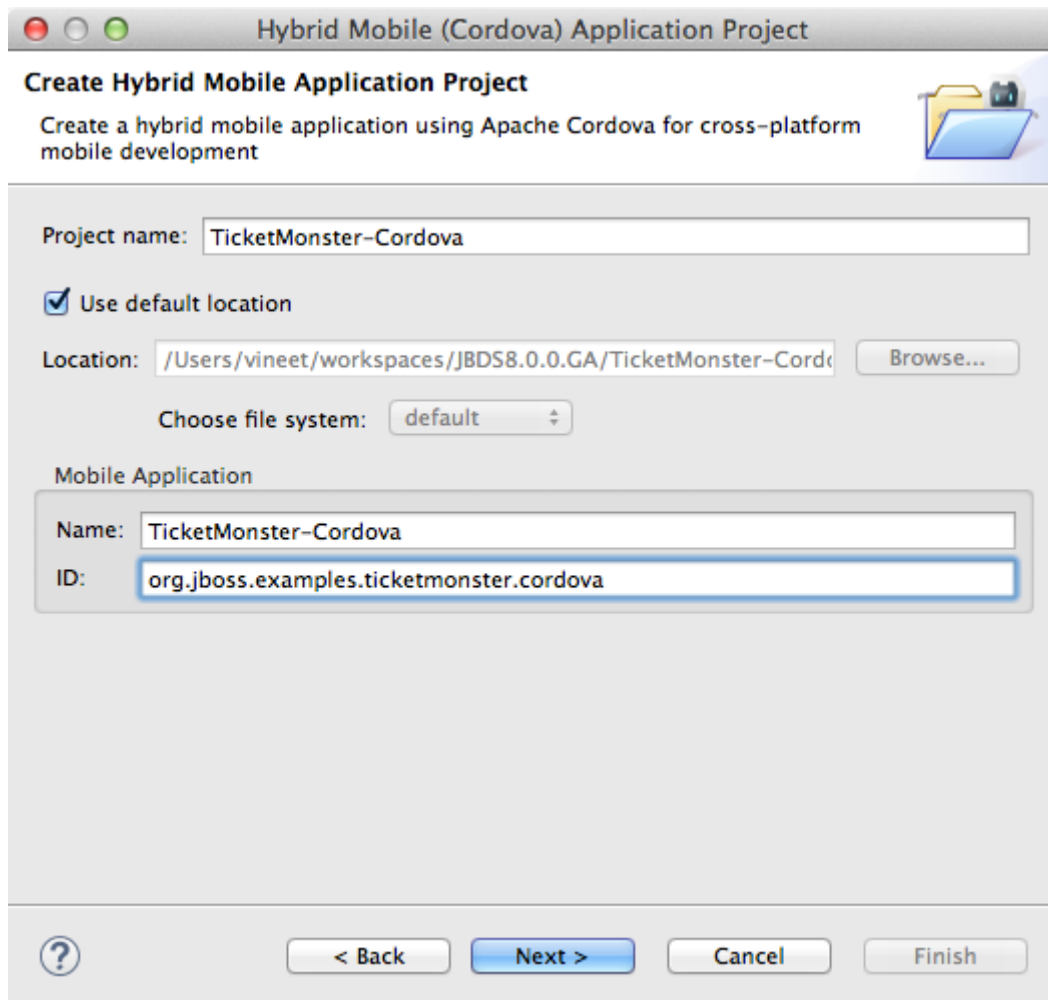 Hybrid Mobile (Cordova) Application Project
Create Hybrid Mobile Application Project
Create a hybrid mobile application using Apache Cordova for cross-platform
mobile development
Project name: TicketMonster-Cordova
Use default location
Location: /Users/vineet/workspaces/JBDS8.0.0.GA/TicketMonster-Cord Browse...
Choose file system: default
Mobile Application
Name: TicketMonster-Cordova
ID: org.jboss.examples.ticketmonster.cordova
? < Back Next > Cancel Finish